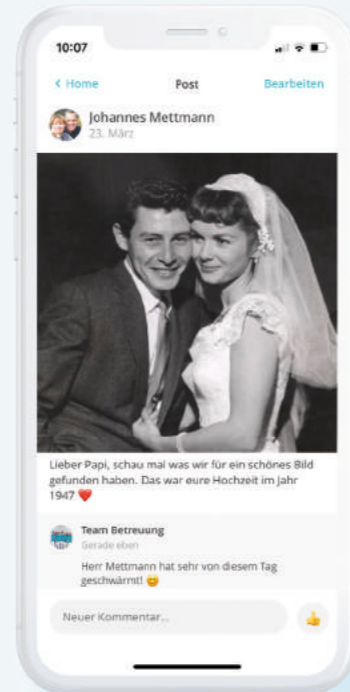 10:07
< Home
Post
Bearbeiten
Johannes Mettmann
23. März
Lieber Papi, schau mal was wir für ein schönes Bild
gefunden haben. Das war eure Hochzeit im Jahr
1947 ❤️
Team Betreuung
Gerade eben
Herr Mettmann hat sehr von diesem Tag
geschwärmt! 😊
Neuer Kommentar...